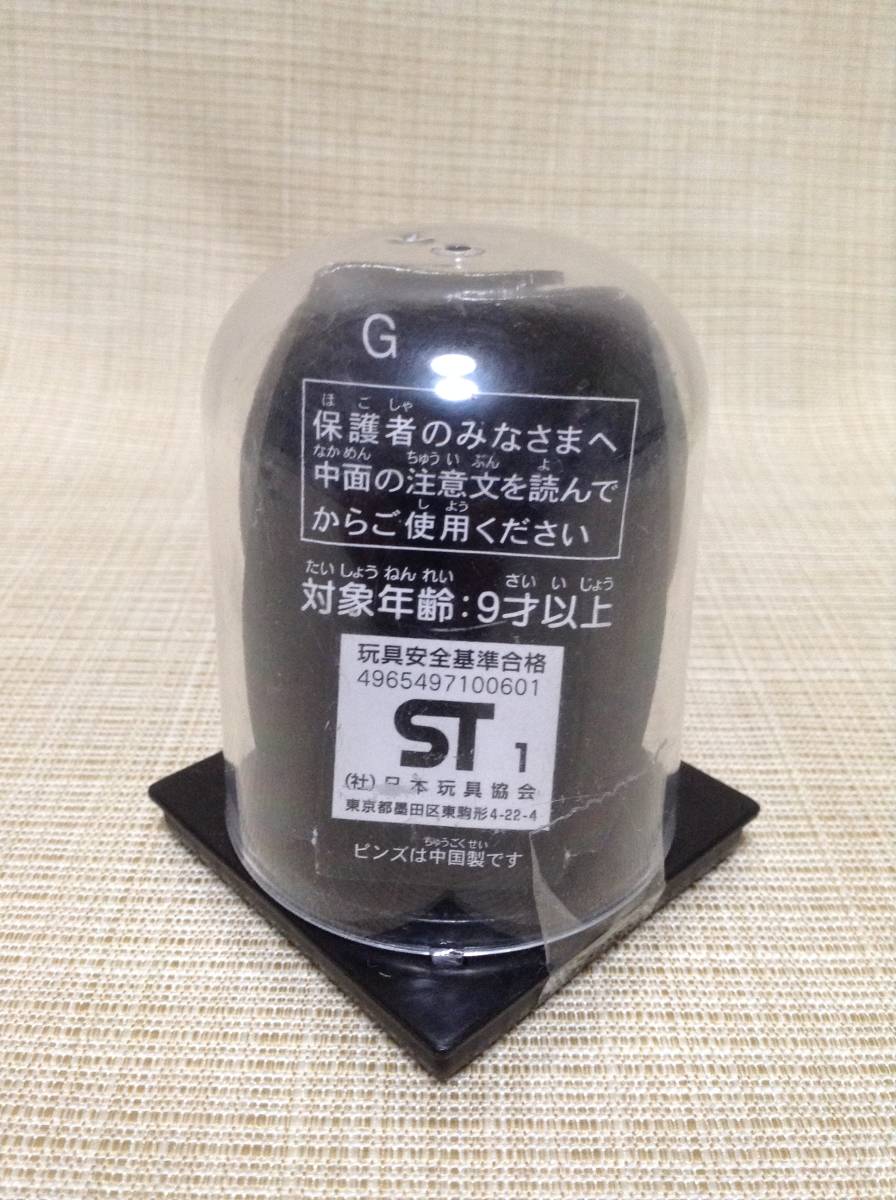 G
ほごしゃ
保護者のみなさまへ
なかめん ちゅういぶん よ
中面の注意文を読んで
しよう
からご使用ください
たいしょうねんれい さいいじょう
対象年齢:9才以上
玩具安全基準合格
4965497100601
ST 1
(社)日本玩具協会
東京都墨田区東駒形4-22-4
ちゅうごくせい
ピンズは中国製です